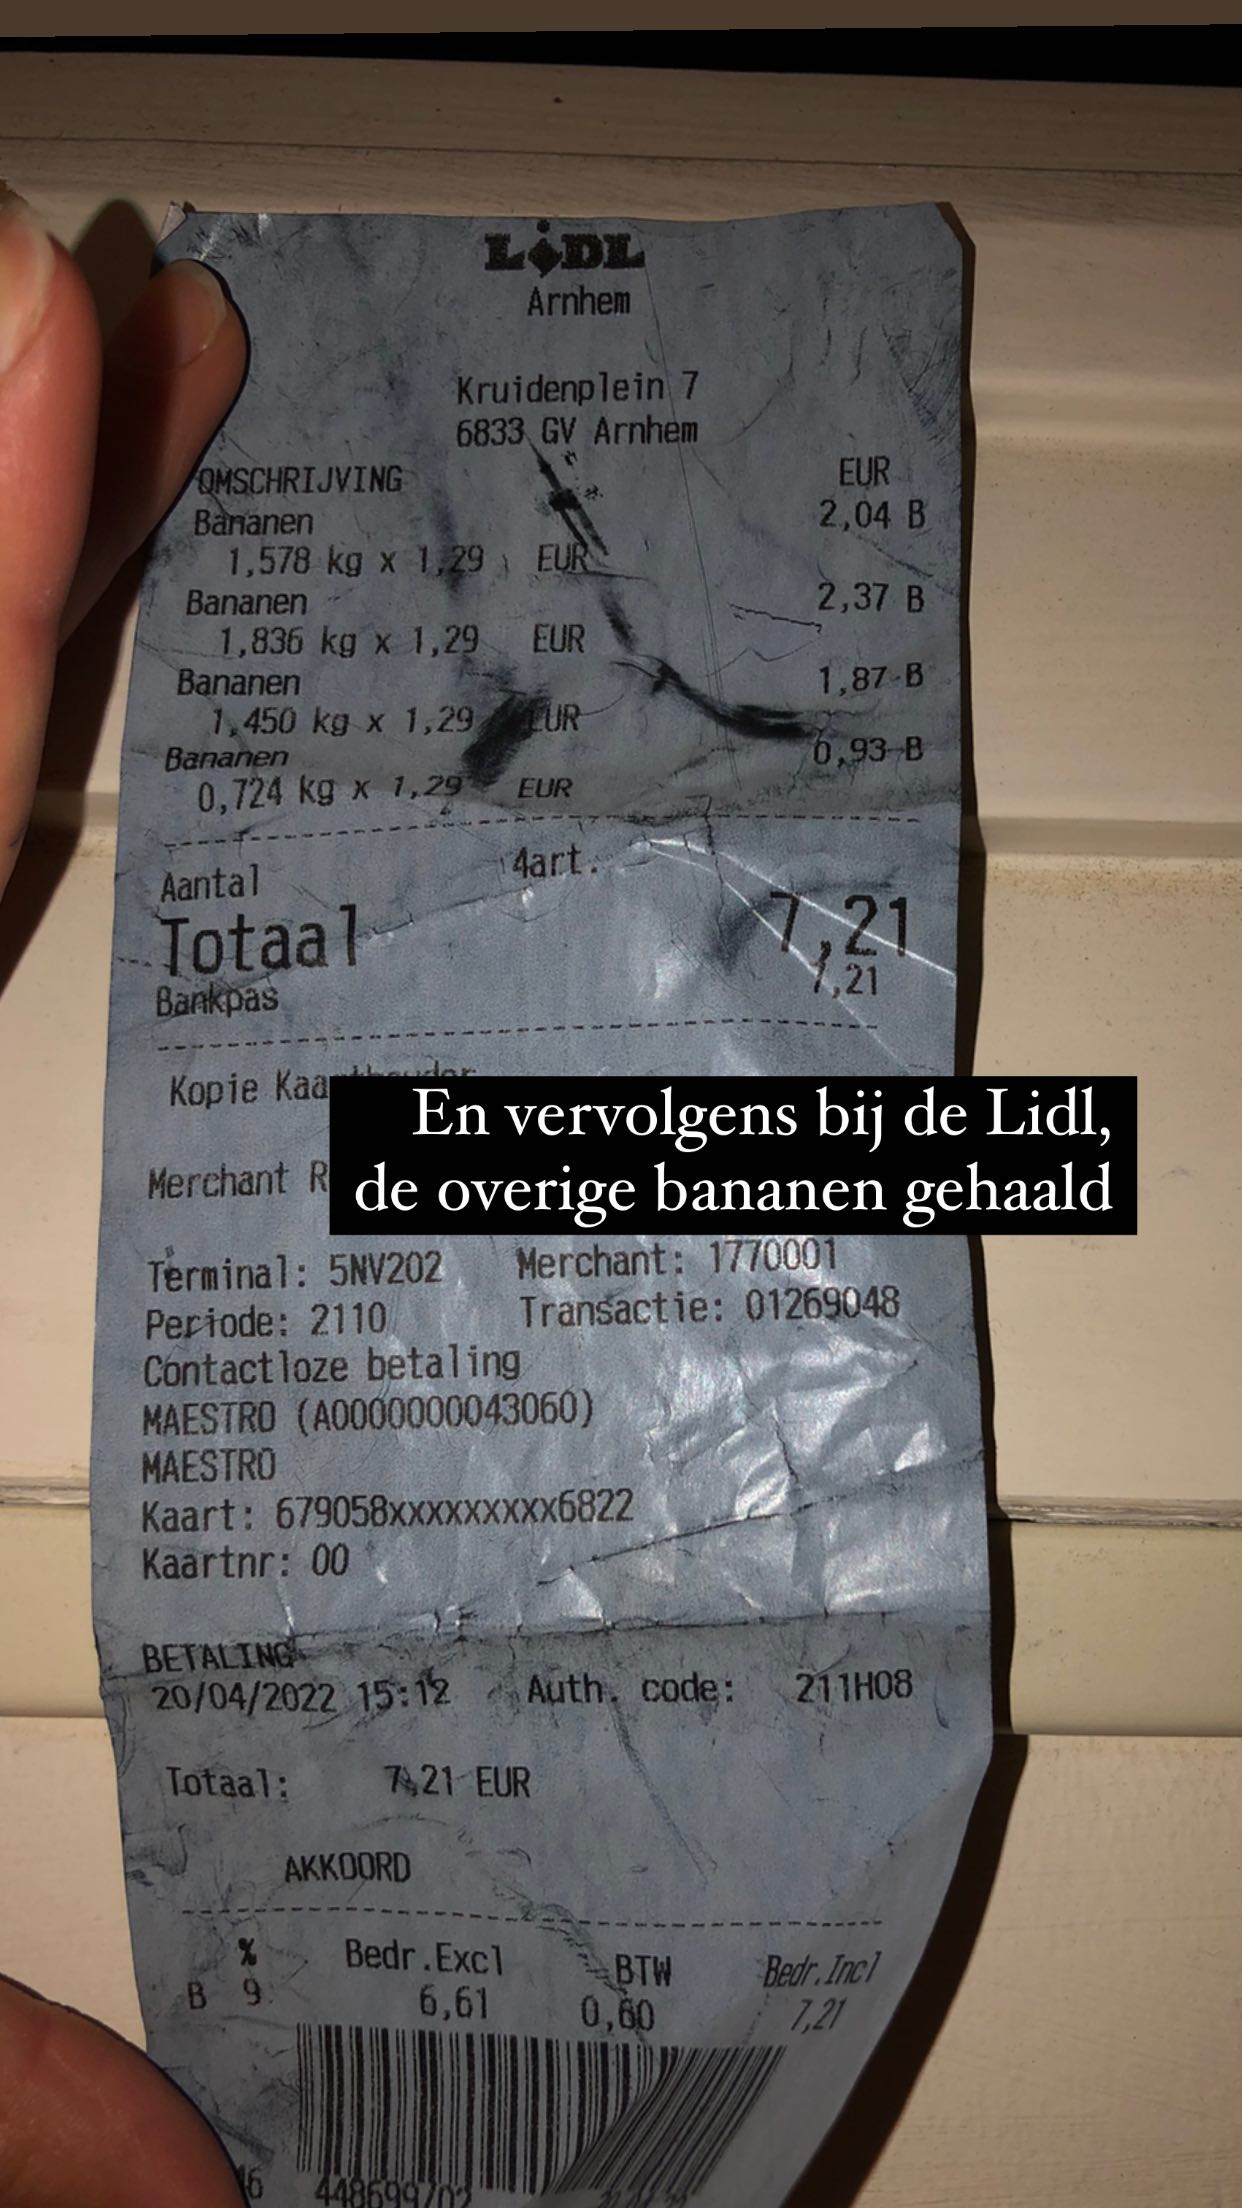 LiDL
Arnhem
Kruidenplein 7
6833 GV Arnhem
OMSCHRIJVING EUR
Bananen 2,04 B
1,578 kg x 1,29 EUR
Bananen 2,37 B
1,836 kg x 1,29 EUR
Bananen 1,87 B
1,450 kg x 1,29 EUR
Bananen 0,93 B
0,724 kg x 1,29 EUR
Aantal 4art.
Totaal 7,21
Bankpas 7,21
Kopie
En vervolgens bij de Lidl,
de overige bananen gehaald
Merchant
Terminal: 5NV202 Merchant: 1770001
Periode: 2110 Transactie: 01269048
Contactloze betaling
MAESTRO (A0000000043060)
MAESTRO
Kaart: 679058xxxxxxxxx6822
Kaartnr: 00
BETALING
20/04/2022 15:12 Auth. code: 211H08
Totaal: 7,21 EUR
AKKOORD
% Bedr.Excl BTW Bedr.Incl
B 9 6,61 0,60 7,21